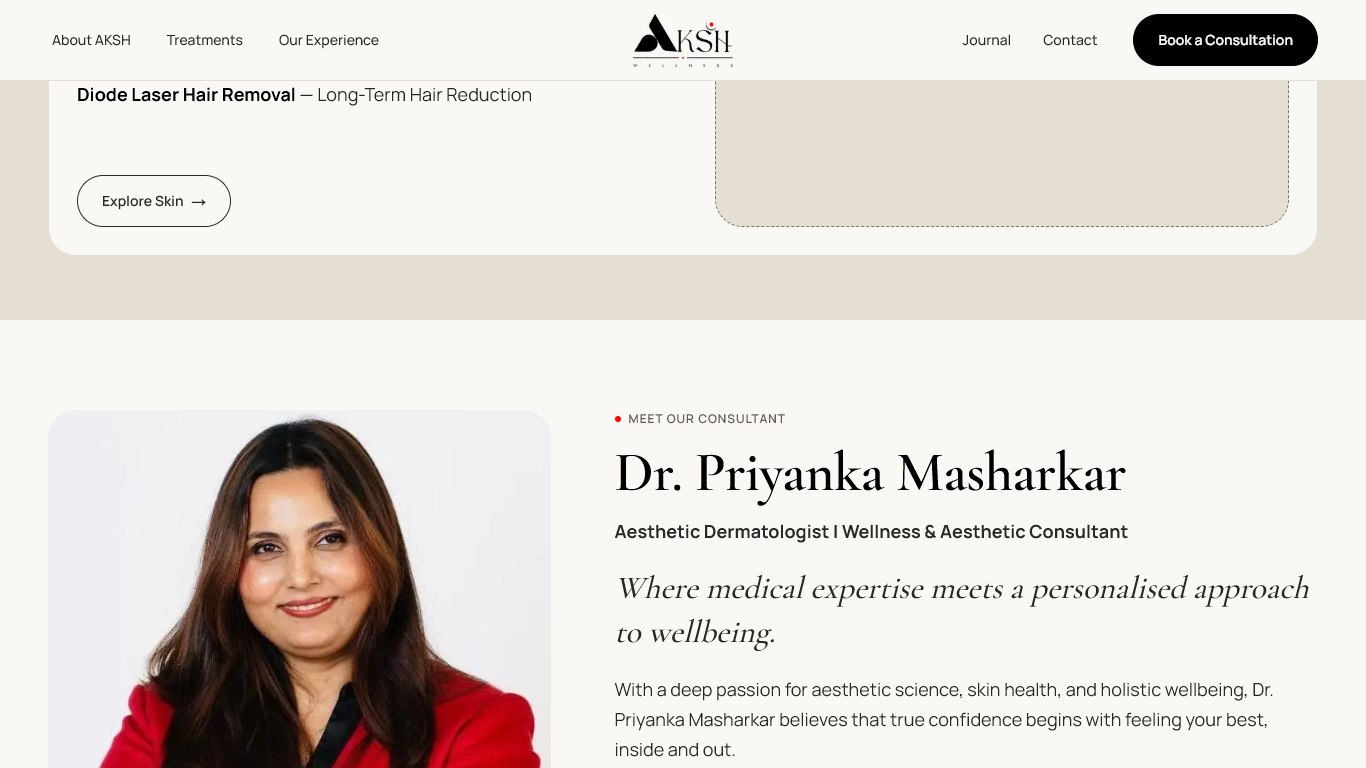 About AKSH
Treatments
Our Experience
AKSH
WELLNESS
Journal
Contact
Book a Consultation
Diode Laser Hair Removal — Long-Term Hair Reduction
Explore Skin →
MEET OUR CONSULTANT
Dr. Priyanka Masharkar
Aesthetic Dermatologist | Wellness & Aesthetic Consultant
Where medical expertise meets a personalised approach
to wellbeing.
With a deep passion for aesthetic science, skin health, and holistic wellbeing, Dr.
Priyanka Masharkar believes that true confidence begins with feeling your best,
inside and out.